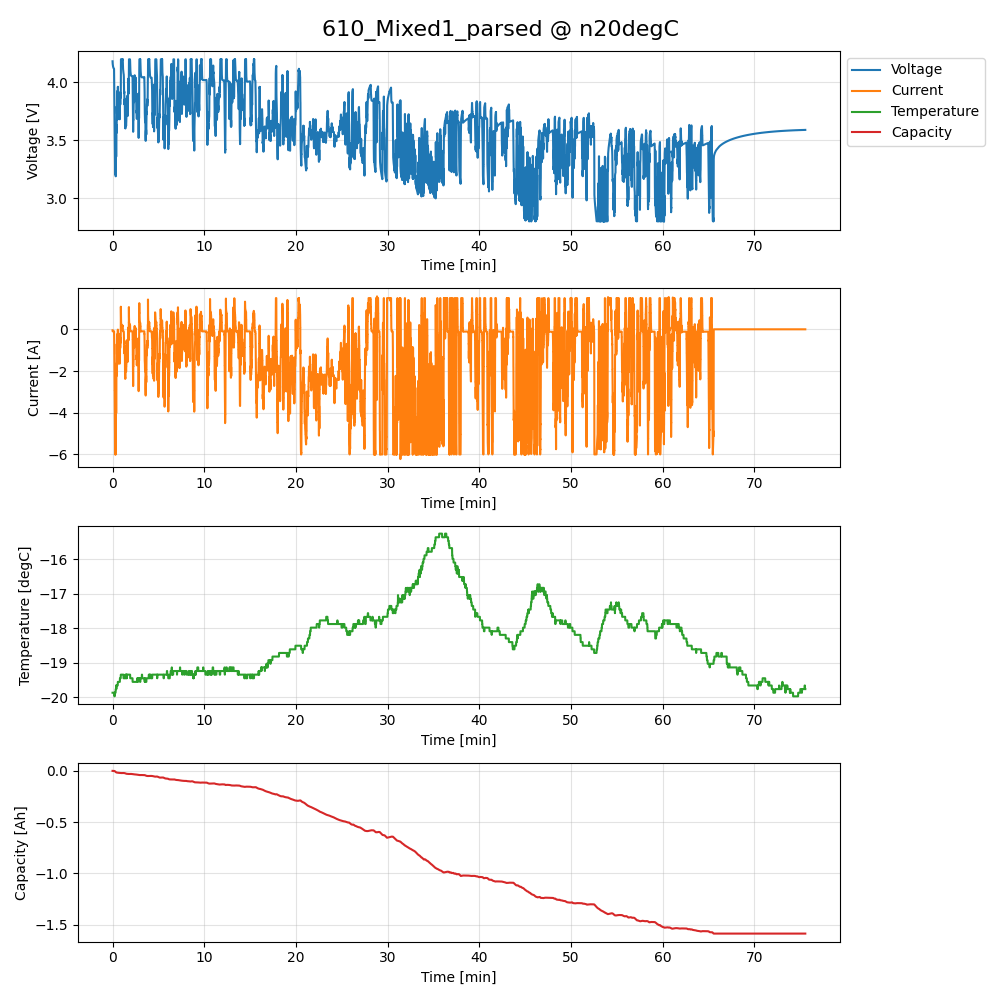 610_Mixed1_parsed @ n20degC
Voltage
Current
Temperature
Capacity
Voltage [V]
4.0
3.5
3.0
0 10 20 30 40 50 60 70
Time [min]
Current [A]
0
−2
−4
−6
0 10 20 30 40 50 60 70
Time [min]
Temperature [degC]
−16
−17
−18
−19
−20
0 10 20 30 40 50 60 70
Time [min]
Capacity [Ah]
0.0
−0.5
−1.0
−1.5
0 10 20 30 40 50 60 70
Time [min]